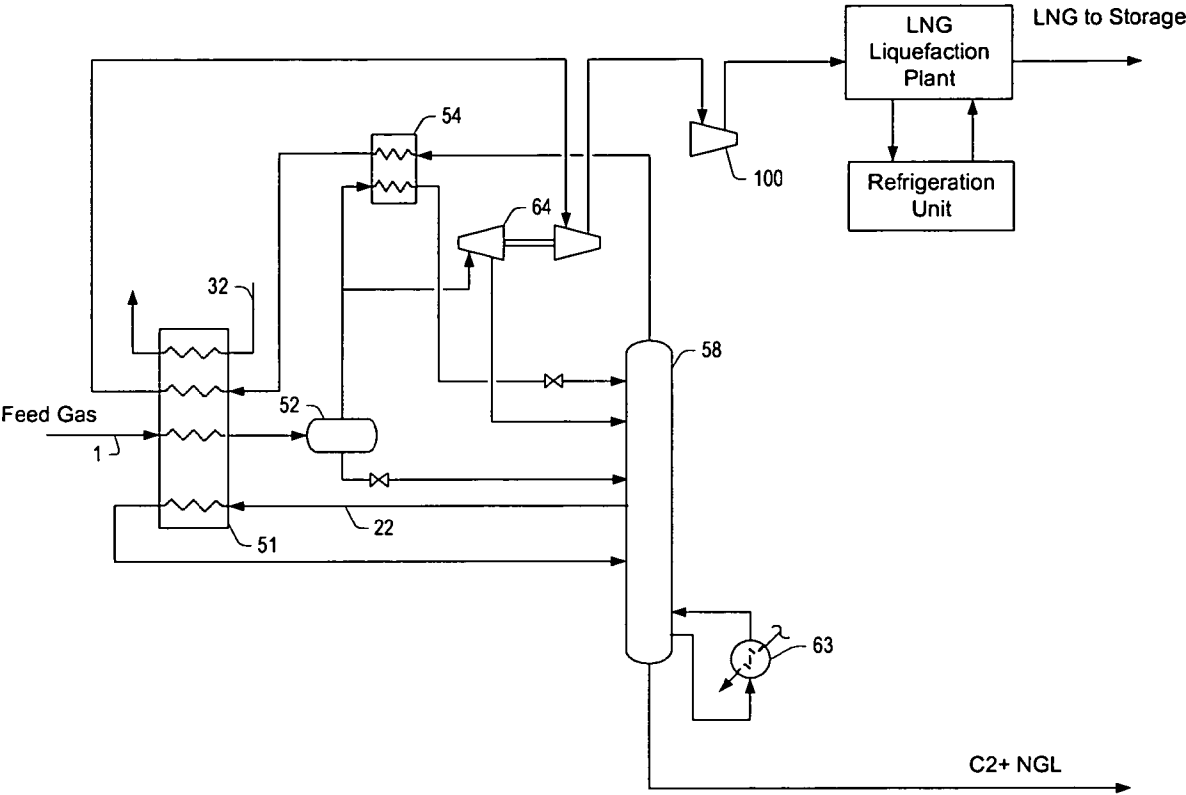 LNG to Storage
LNG
Liquefaction
Plant
54
100
Refrigeration
Unit
64
32
58
52
Feed Gas
1
22
51
63
C2+ NGL